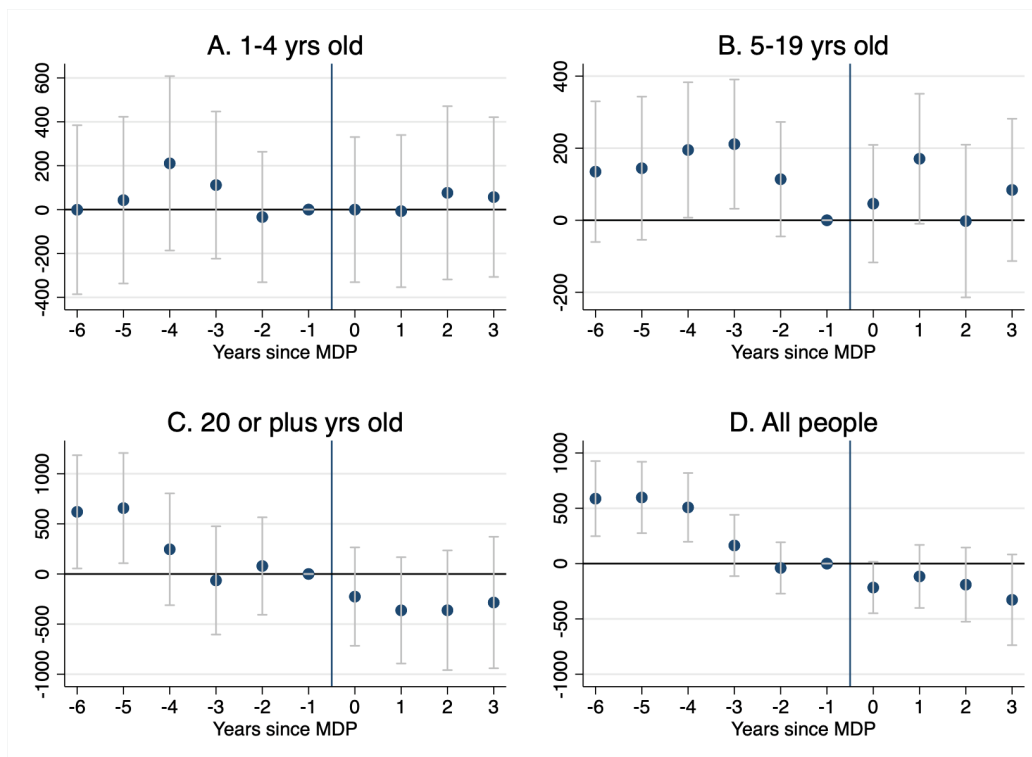 A. 1-4 yrs old
600
400
200
0
-200
-400
-6 -5 -4 -3 -2 -1 0 1 2 3
Years since MDP
B. 5-19 yrs old
400
200
0
-200
-6 -5 -4 -3 -2 -1 0 1 2 3
Years since MDP
C. 20 or plus yrs old
1000
500
0
-500
-1000
-6 -5 -4 -3 -2 -1 0 1 2 3
Years since MDP
D. All people
1000
500
0
-500
-1000
-6 -5 -4 -3 -2 -1 0 1 2 3
Years since MDP